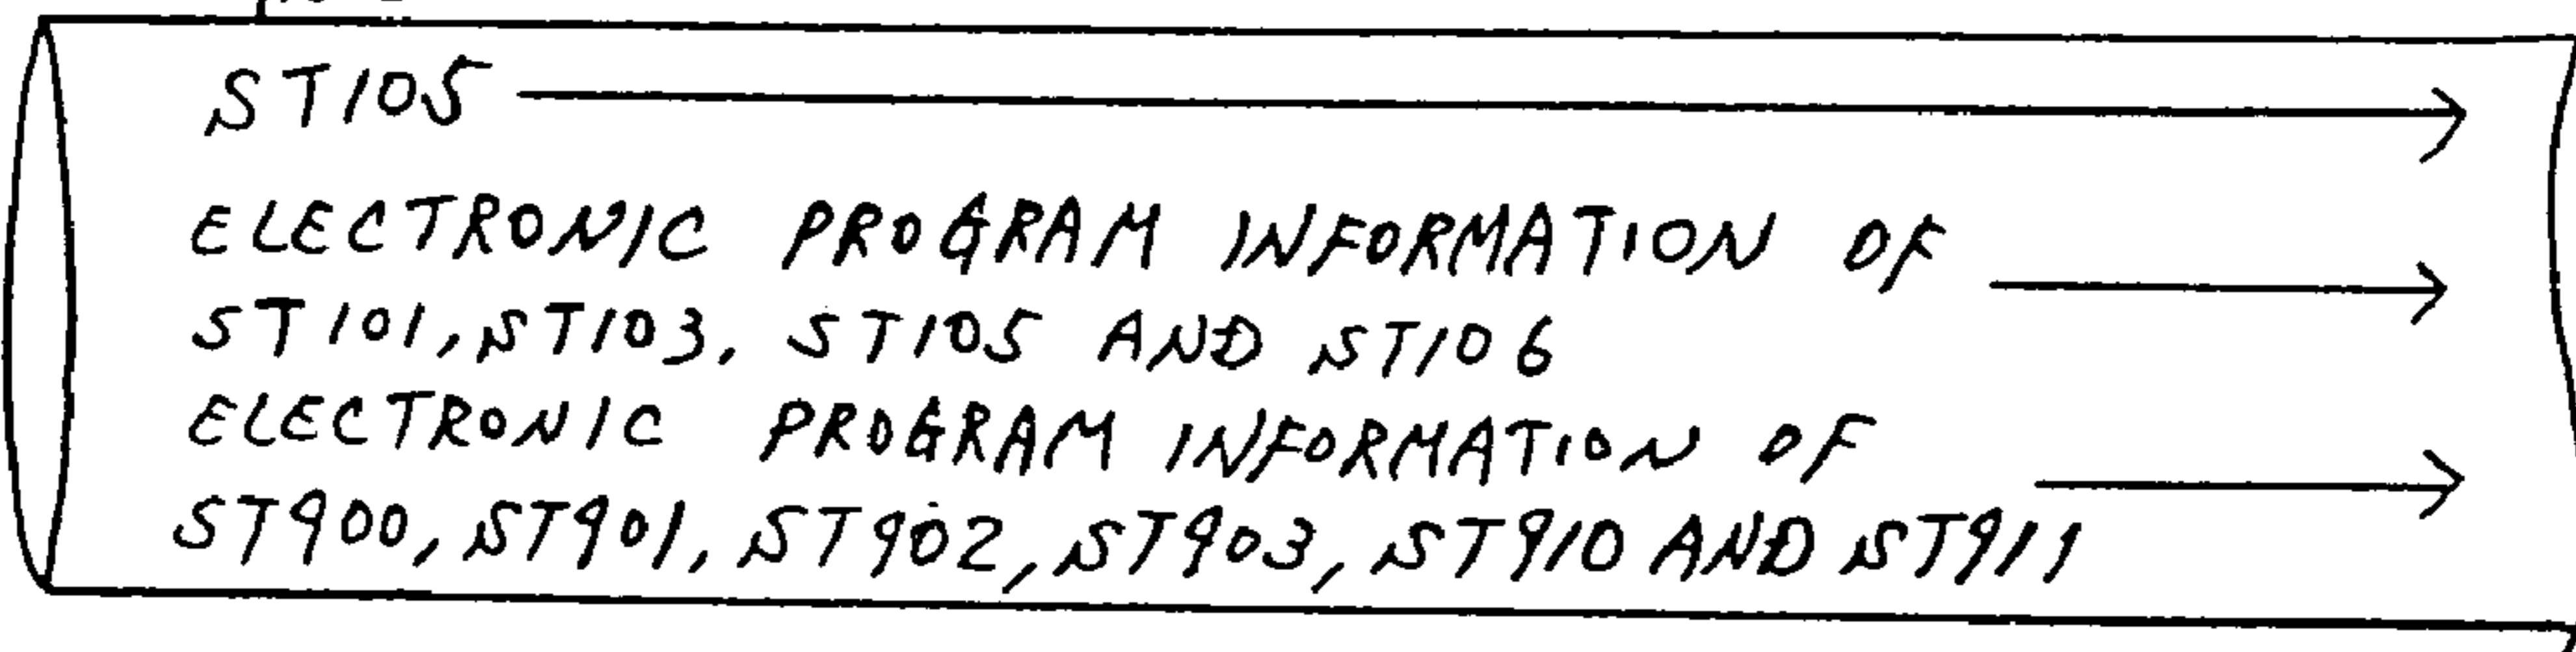 ST105
ELECTRONIC PROGRAM INFORMATION OF
ST101, ST103, ST105 AND ST106
ELECTRONIC PROGRAM INFORMATION OF
ST900, ST901, ST902, ST903, ST910 AND ST911